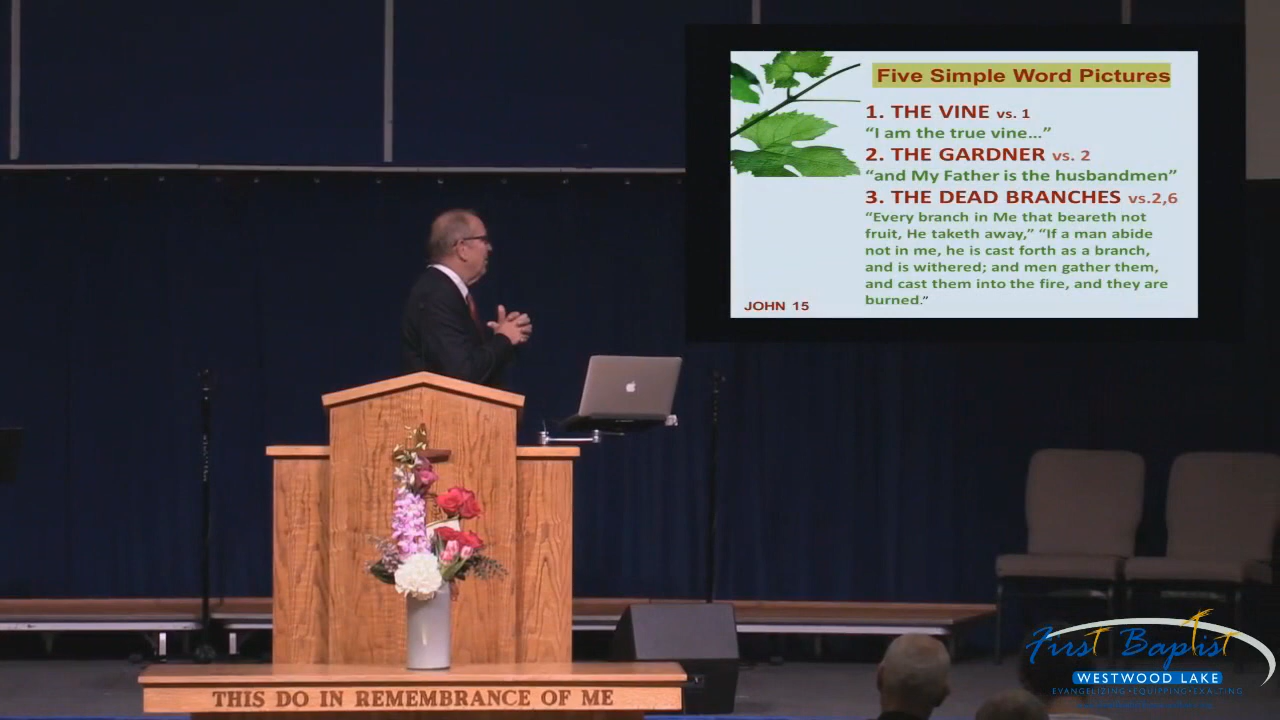 Five Simple Word Pictures
1. THE VINE vs. 1
“I am the true vine...”
2. THE GARDNER vs. 2
“and My Father is the husbandmen”
3. THE DEAD BRANCHES vs.2,6
“Every branch in Me that beareth not
fruit, He taketh away,” “If a man abide
not in me, he is cast forth as a branch,
and is withered; and men gather them,
and cast them into the fire, and they are
burned.”
JOHN 15
THIS DO IN REMEMBRANCE OF ME
First Baptist
WESTWOOD LAKE
EVANGELIZING•EQUIPPING•EXALTING